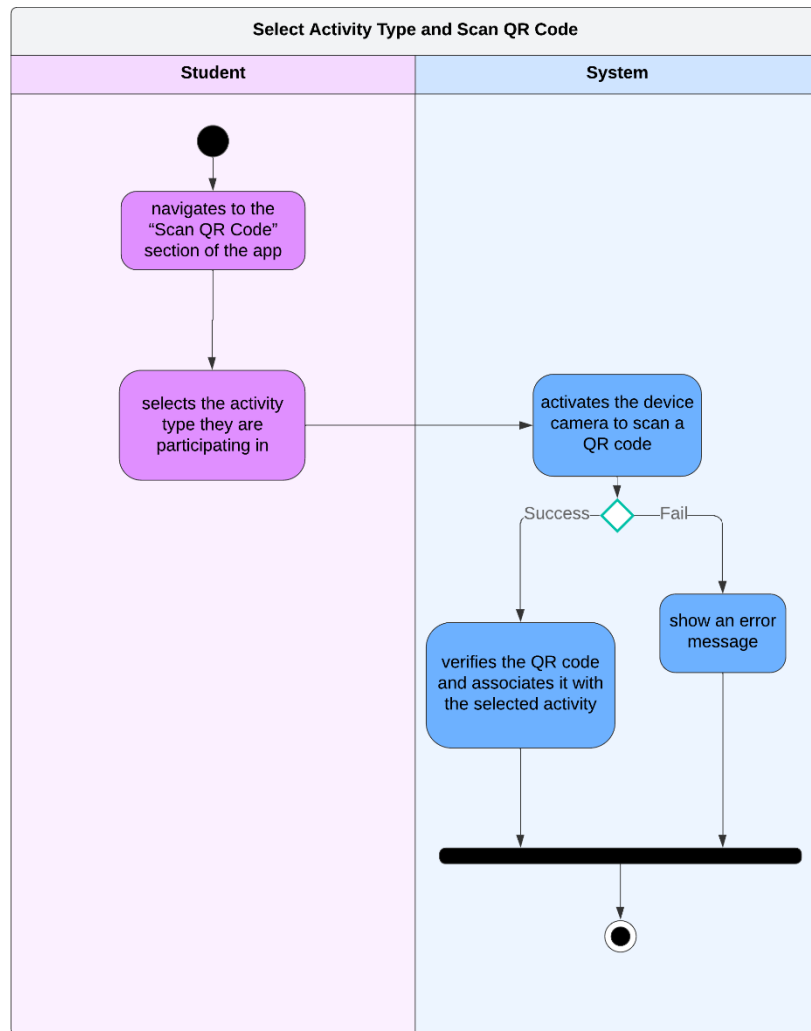 Select Activity Type and Scan QR Code
Student
System
navigates to the
“Scan QR Code”
section of the app
selects the activity
type they are
participating in
activates the device
camera to scan a
QR code
Success
Fail
show an error
message
verifies the QR code
and associates it with
the selected activity